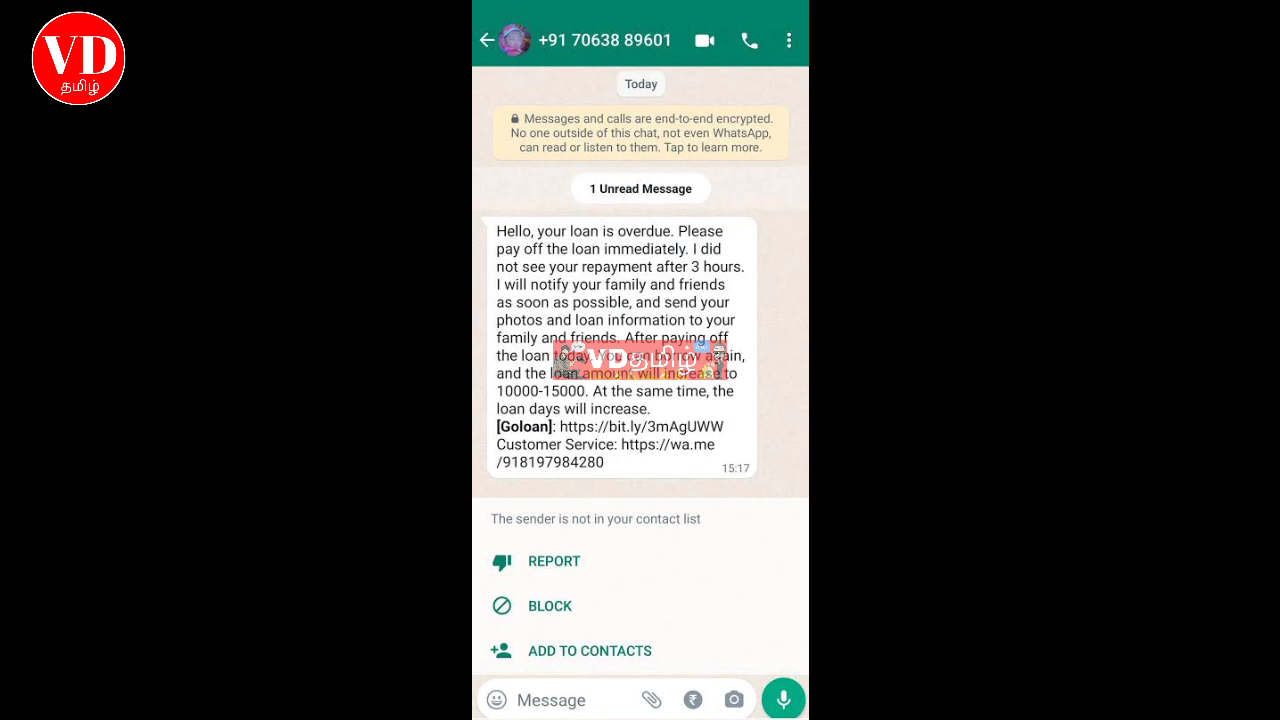 VD
தமிழ்
+91 70638 89601
Today
Messages and calls are end-to-end encrypted.
No one outside of this chat, not even WhatsApp,
can read or listen to them. Tap to learn more.
1 Unread Message
Hello, your loan is overdue. Please
pay off the loan immediately. I did
not see your repayment after 3 hours.
I will notify your family and friends
as soon as possible, and send your
photos and loan information to your
family and friends. After paying off
the loan today, You can borrow again,
VDதமிழ்
and the loan amount will increase to
10000-15000. At the same time, the
loan days will increase.
[Goloan]: https://bit.ly/3mAgUWW
Customer Service: https://wa.me
/918197984280
15:17
The sender is not in your contact list
REPORT
BLOCK
ADD TO CONTACTS
Message